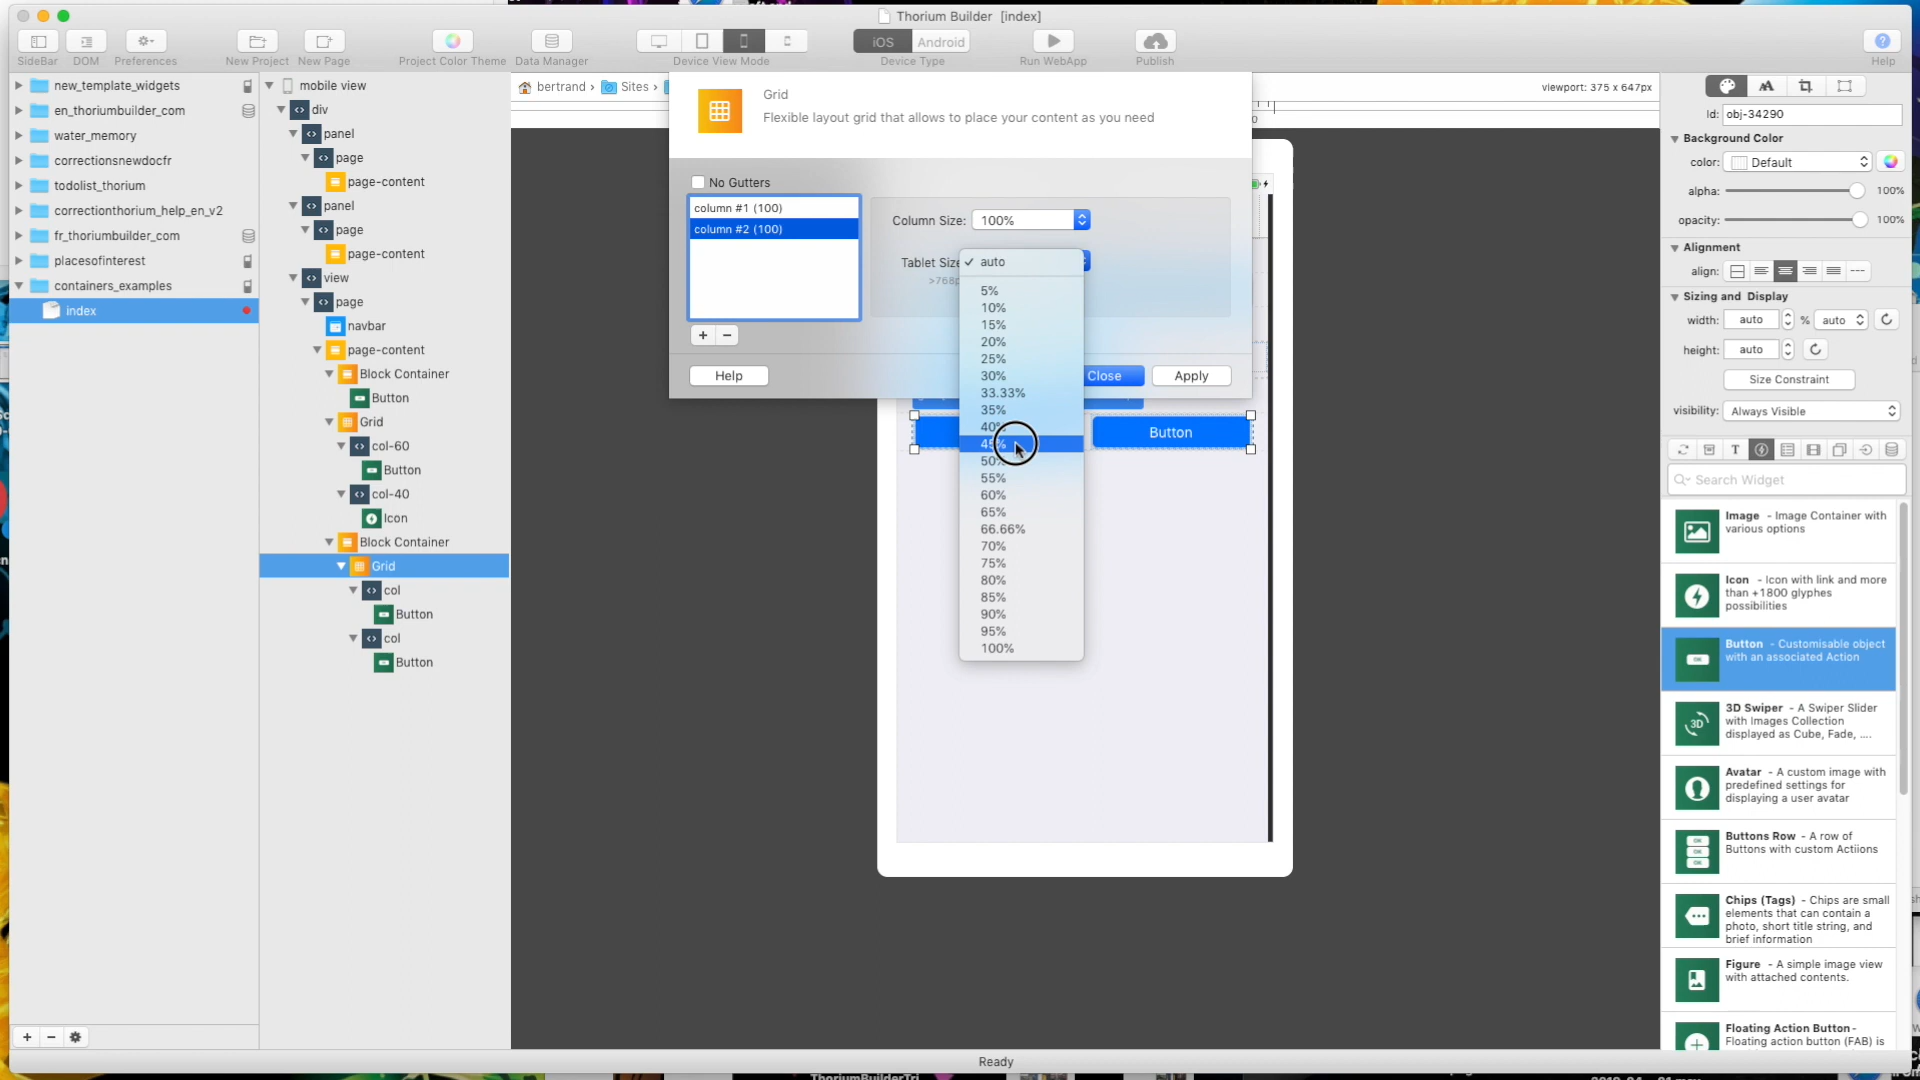 Thorium Builder [index]
SideBar
DOM
Preferences
New Project
New Page
Project Color Theme
Data Manager
Device View Mode
iOS
Android
Device Type
Run WebApp
Publish
Help
new_template_widgets
en_thoriumbuilder_com
water_memory
correctionsnewdocfr
todolist_thorium
correctionthorium_help_en_v2
fr_thoriumbuilder_com
placesofinterest
containers_examples
index
mobile view
div
panel
page
page-content
panel
page
page-content
view
page
navbar
page-content
Block Container
Button
Grid
col-60
Button
col-40
Icon
Block Container
Grid
col
Button
col
Button
bertrand › Sites ›
viewport: 375 x 647px
Grid
Flexible layout grid that allows to place your content as you need
No Gutters
column #1 (100)
column #2 (100)
Column Size: 100%
Tablet Size
>768p
auto
5%
10%
15%
20%
25%
30%
33.33%
35%
40%
45%
50%
55%
60%
65%
66.66%
70%
75%
80%
85%
90%
95%
100%
+ −
Help
Close
Apply
Button
Id: obj-34290
Background Color
color: Default
alpha: 100%
opacity: 100%
Alignment
align:
Sizing and Display
width: auto % auto
height: auto
Size Constraint
visibility: Always Visible
Search Widget
Image - Image Container with
various options
Icon - Icon with link and more
than +1800 glyphes
possibilities
Button - Customisable object
with an associated Action
3D Swiper - A Swiper Slider
with Images Collection
displayed as Cube, Fade, ....
Avatar - A custom image with
predefined settings for
displaying a user avatar
Buttons Row - A row of
Buttons with custom Actiions
Chips (Tags) - Chips are small
elements that can contain a
photo, short title string, and
brief information
Figure - A simple image view
with attached contents.
Floating Action Button-
Floating action button (FAB) is
Ready